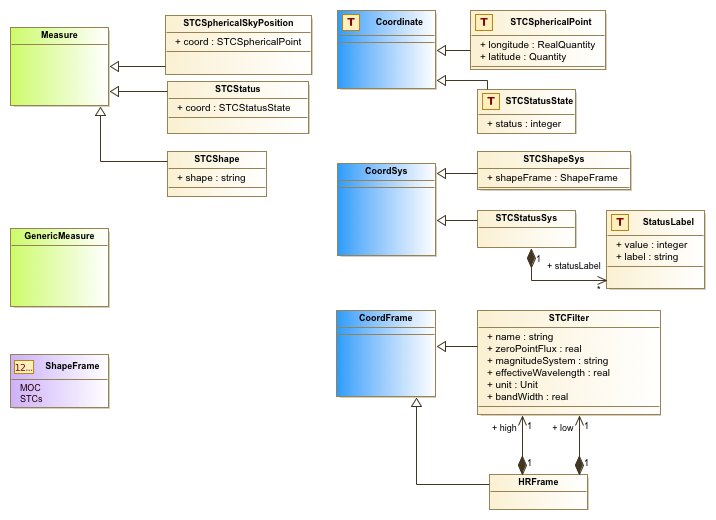 Measure
STCSphericalSkyPosition
+ coord : STCSphericalPoint
STCStatus
+ coord : STCStatusState
STCShape
+ shape : string
GenericMeasure
12...
ShapeFrame
MOC
STCs
T
Coordinate
T
STCSphericalPoint
+ longitude : RealQuantity
+ latitude : Quantity
T
STCStatusState
+ status : integer
CoordSys
STCShapeSys
+ shapeFrame : ShapeFrame
STCStatusSys
T
StatusLabel
+ value : integer
+ label : string
1
+ statusLabel
*
CoordFrame
STCFilter
+ name : string
+ zeroPointFlux : real
+ magnitudeSystem : string
+ effectiveWavelength : real
+ unit : Unit
+ bandWidth : real
+ high
1
+ low
1
1
1
HRFrame